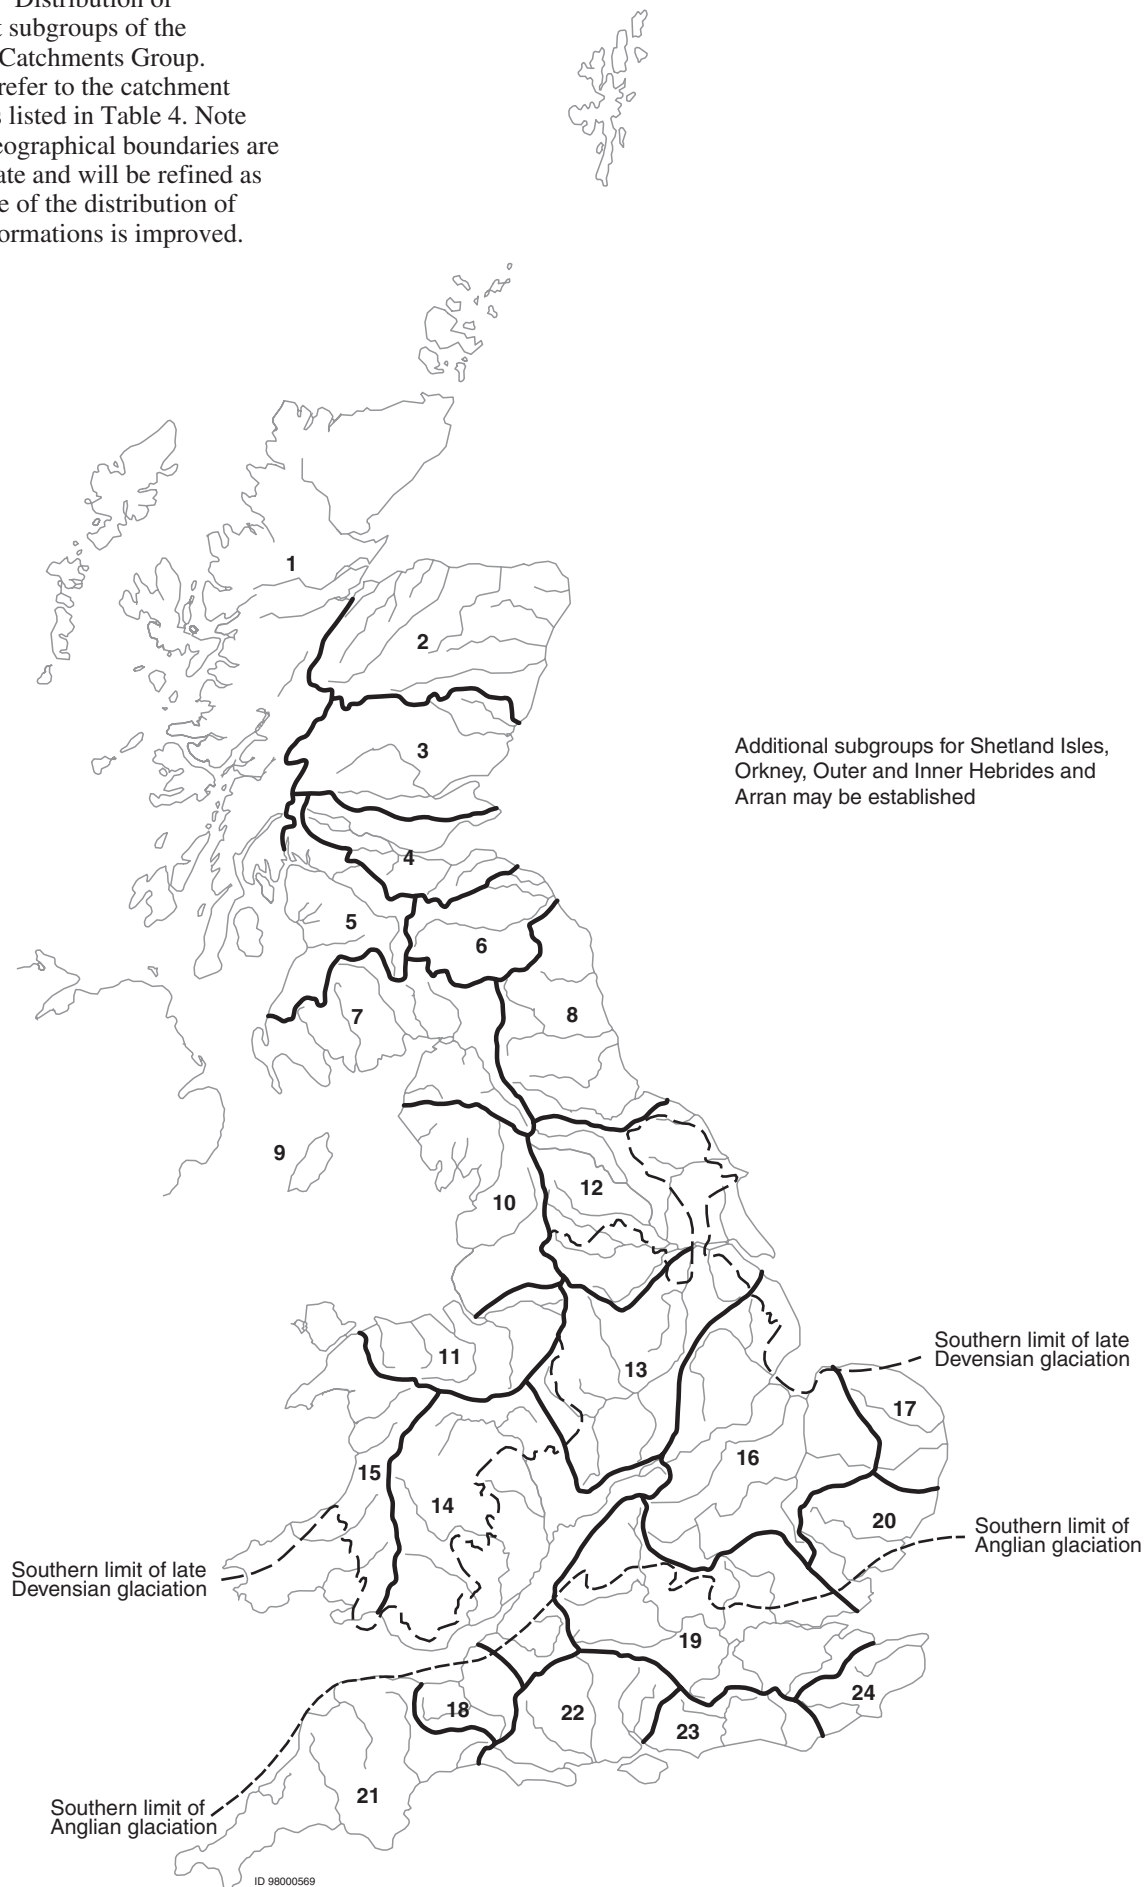 Distribution of
subgroups of the
Catchments Group.
refer to the catchment
listed in Table 4. Note
eographical boundaries are
ate and will be refined as
e of the distribution of
ormations is improved.
1
2
3
Additional subgroups for Shetland Isles,
Orkney, Outer and Inner Hebrides and
Arran may be established
4
5
6
7
8
9
10
12
11
13
Southern limit of late
Devensian glaciation
17
15
16
14
20
Southern limit of
Anglian glaciation
Southern limit of late
Devensian glaciation
19
24
18
22
23
21
Southern limit of
Anglian glaciation
ID 98000569